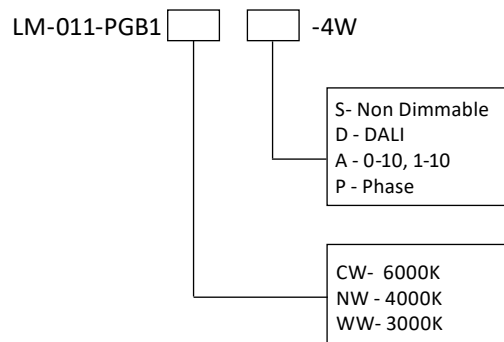 LM-011-PGB1 -4W
S- Non Dimmable
D - DALI
A - 0-10, 1-10
P - Phase
CW- 6000K
NW - 4000K
WW- 3000K